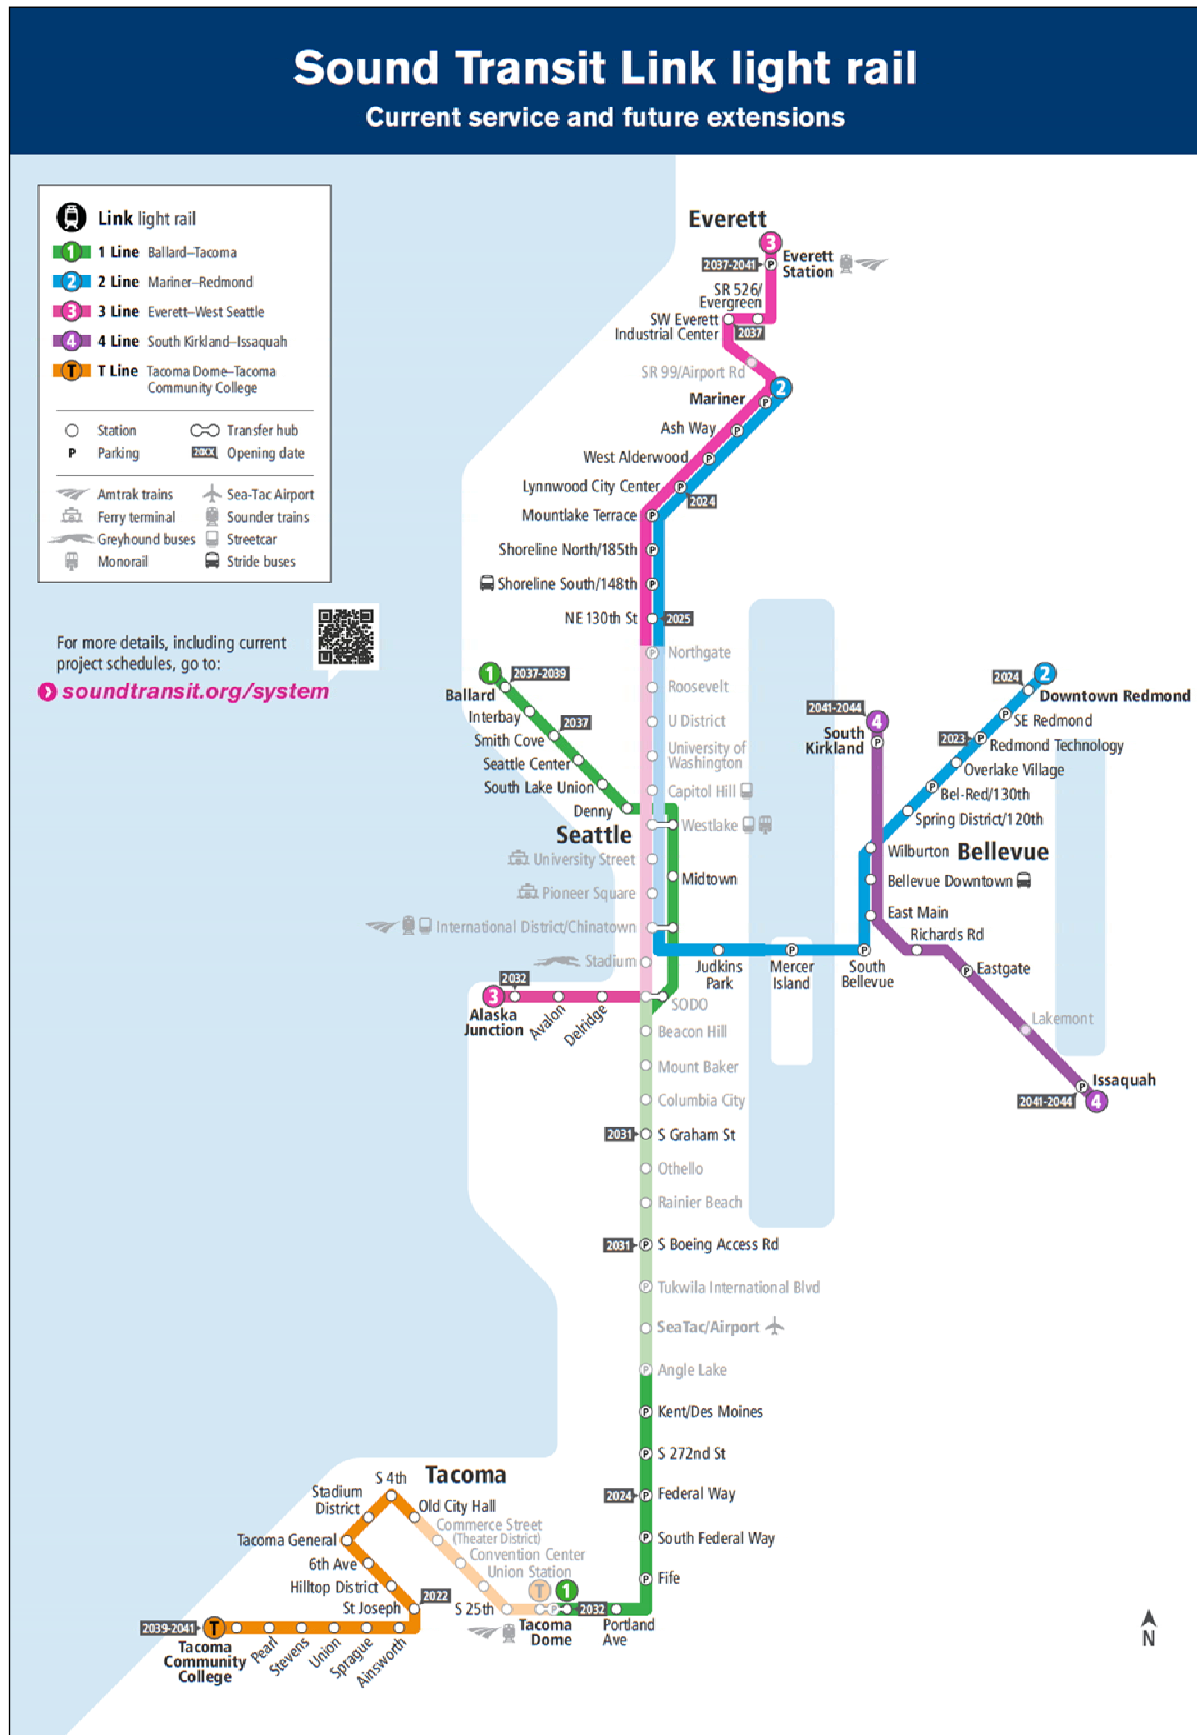 Sound Transit Link light rail
Current service and future extensions
Link light rail
1 1 Line Ballard–Tacoma
2 2 Line Mariner–Redmond
3 3 Line Everett–West Seattle
4 4 Line South Kirkland–Issaquah
T T Line Tacoma Dome–Tacoma
Community College
Station
Transfer hub
P Parking
20XX Opening date
Amtrak trains
Sea-Tac Airport
Ferry terminal
Sounder trains
Greyhound buses
Streetcar
Monorail
Stride buses
For more details, including current
project schedules, go to:
soundtransit.org/system
Everett
3
2037-2041
P
Everett
Station
SR 526/
Evergreen
SW Everett
Industrial Center
2037
SR 99/Airport Rd
2
Mariner
P
Ash Way
P
West Alderwood
P
Lynnwood City Center
P
2024
Mountlake Terrace
P
Shoreline North/185th
P
Shoreline South/148th
P
NE 130th St
2025
P
Northgate
Roosevelt
U District
University of
Washington
Capitol Hill
Westlake
1
2037-2039
Ballard
Interbay
2037
Smith Cove
Seattle Center
South Lake Union
Denny
Seattle
University Street
Midtown
Pioneer Square
International District/Chinatown
Stadium
2032
3
Alaska
Junction
Avalon
Delridge
SODO
Judkins
Park
P
Mercer
Island
P
South
Bellevue
2041-2044
4
South
Kirkland
P
2
2024
Downtown Redmond
P
SE Redmond
2023
P
Redmond Technology
Overlake Village
P
Bel-Red/130th
Spring District/120th
Wilburton
Bellevue
Bellevue Downtown
East Main
Richards Rd
P
Eastgate
Lakemont
P
Issaquah
2041-2044
4
Beacon Hill
Mount Baker
Columbia City
2031
S Graham St
Othello
Rainier Beach
2031
P
S Boeing Access Rd
P
Tukwila International Blvd
SeaTac/Airport
P
Angle Lake
P
Kent/Des Moines
P
S 272nd St
2024
P
Federal Way
P
South Federal Way
P
Fife
Tacoma
S 4th
Stadium
District
Old City Hall
Commerce Street
(Theater District)
Tacoma General
Convention Center
6th Ave
Union Station
Hilltop District
T
1
2022
St Joseph
S 25th
P
2032
Tacoma
Dome
Portland
Ave
2039-2041
T
Tacoma
Community
College
Pearl
Stevens
Union
Sprague
Ainsworth
N